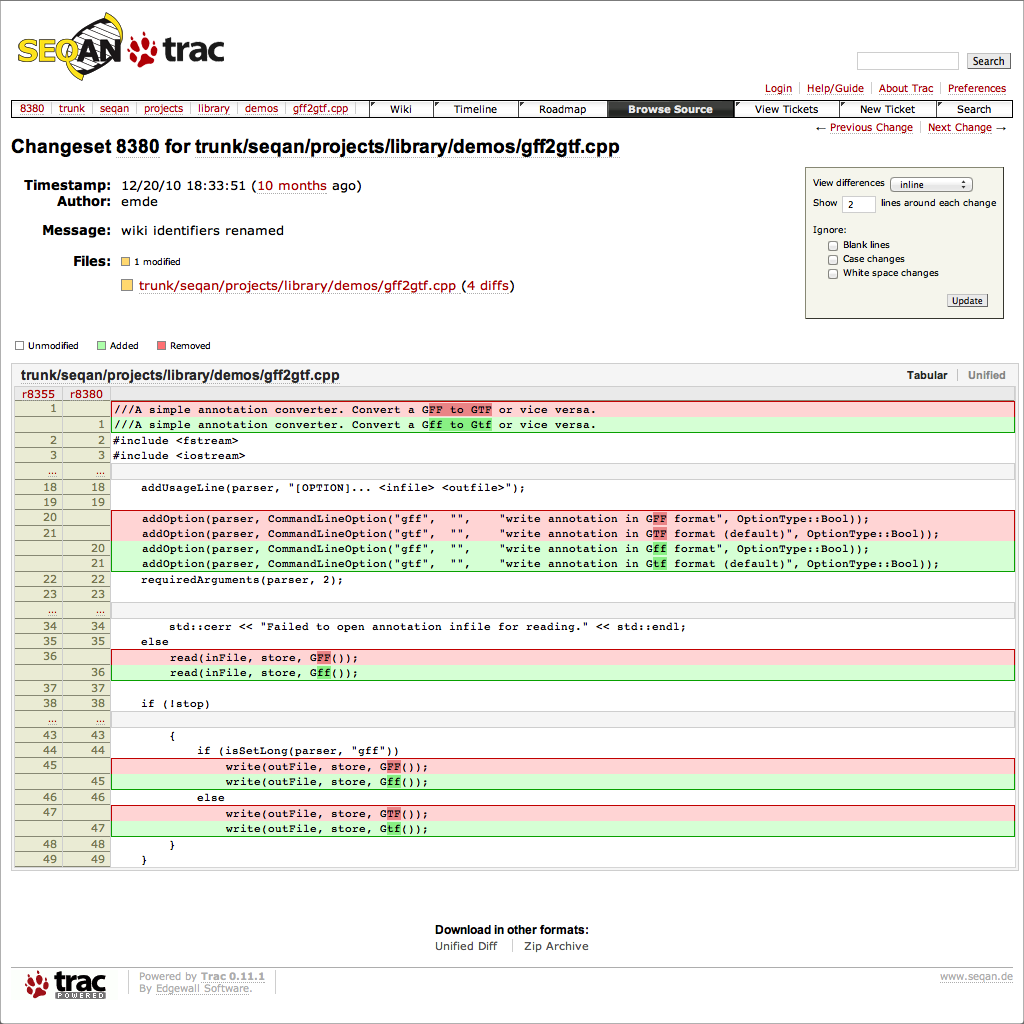 SEQAN trac
Search
Login Help/Guide About Trac Preferences
8380 trunk seqan projects library demos gff2gtf.cpp Wiki Timeline Roadmap Browse Source View Tickets New Ticket Search
← Previous Change Next Change →
Changeset 8380 for trunk/seqan/projects/library/demos/gff2gtf.cpp
Timestamp: 12/20/10 18:33:51 (10 months ago)
Author: emde
Message: wiki identifiers renamed
Files: 1 modified
trunk/seqan/projects/library/demos/gff2gtf.cpp (4 diffs)
View differences inline
Show 2 lines around each change
Ignore:
Blank lines
Case changes
White space changes
Update
Unmodified Added Removed
trunk/seqan/projects/library/demos/gff2gtf.cpp Tabular Unified
r8355 r8380
1 ///A simple annotation converter. Convert a GFF to GTF or vice versa.
1 ///A simple annotation converter. Convert a Gff to Gtf or vice versa.
2 2 #include <fstream>
3 3 #include <iostream>
... ...
18 18 addUsageLine(parser, "[OPTION]... <infile> <outfile>");
19 19
20 addOption(parser, CommandLineOption("gff", "", "write annotation in GFF format", OptionType::Bool));
21 addOption(parser, CommandLineOption("gtf", "", "write annotation in GTF format (default)", OptionType::Bool));
20 addOption(parser, CommandLineOption("gff", "", "write annotation in Gff format", OptionType::Bool));
21 addOption(parser, CommandLineOption("gtf", "", "write annotation in Gtf format (default)", OptionType::Bool));
22 22 requiredArguments(parser, 2);
23 23
... ...
34 34 std::cerr << "Failed to open annotation infile for reading." << std::endl;
35 35 else
36 read(inFile, store, GFF());
36 read(inFile, store, Gff());
37 37
38 38 if (!stop)
... ...
43 43 {
44 44 if (isSetLong(parser, "gff"))
45 write(outFile, store, GFF());
45 write(outFile, store, Gff());
46 46 else
47 write(outFile, store, GTF());
47 write(outFile, store, Gtf());
48 48 }
49 49 }
Download in other formats:
Unified Diff Zip Archive
trac POWERED
Powered by Trac 0.11.1
By Edgewall Software.
www.seqan.de